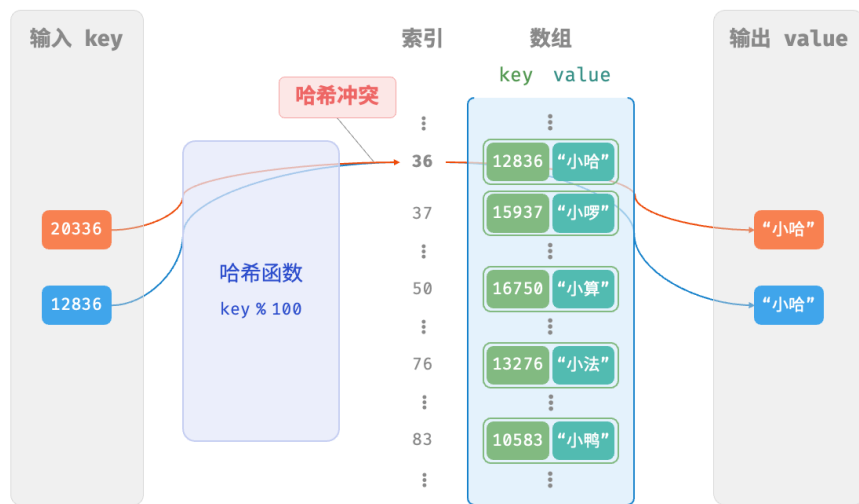 输入 key
索引
数组
输出 value
key value
哈希冲突
36
12836 “小哈”
37
15937 “小啰”
20336
“小哈”
哈希函数
key % 100
50
16750 “小算”
12836
“小哈”
76
13276 “小法”
83
10583 “小鸭”